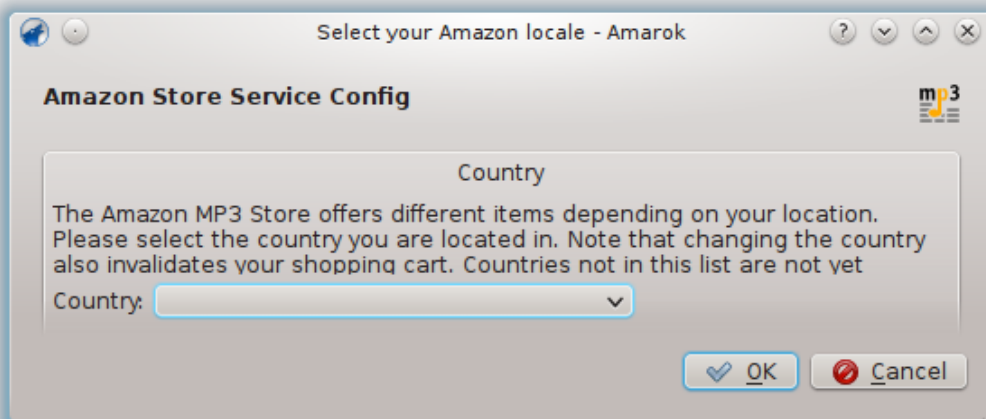 Select your Amazon locale - Amarok
Amazon Store Service Config
mp3
Country
The Amazon MP3 Store offers different items depending on your location.
Please select the country you are located in. Note that changing the country
also invalidates your shopping cart. Countries not in this list are not yet
Country:
OK
Cancel